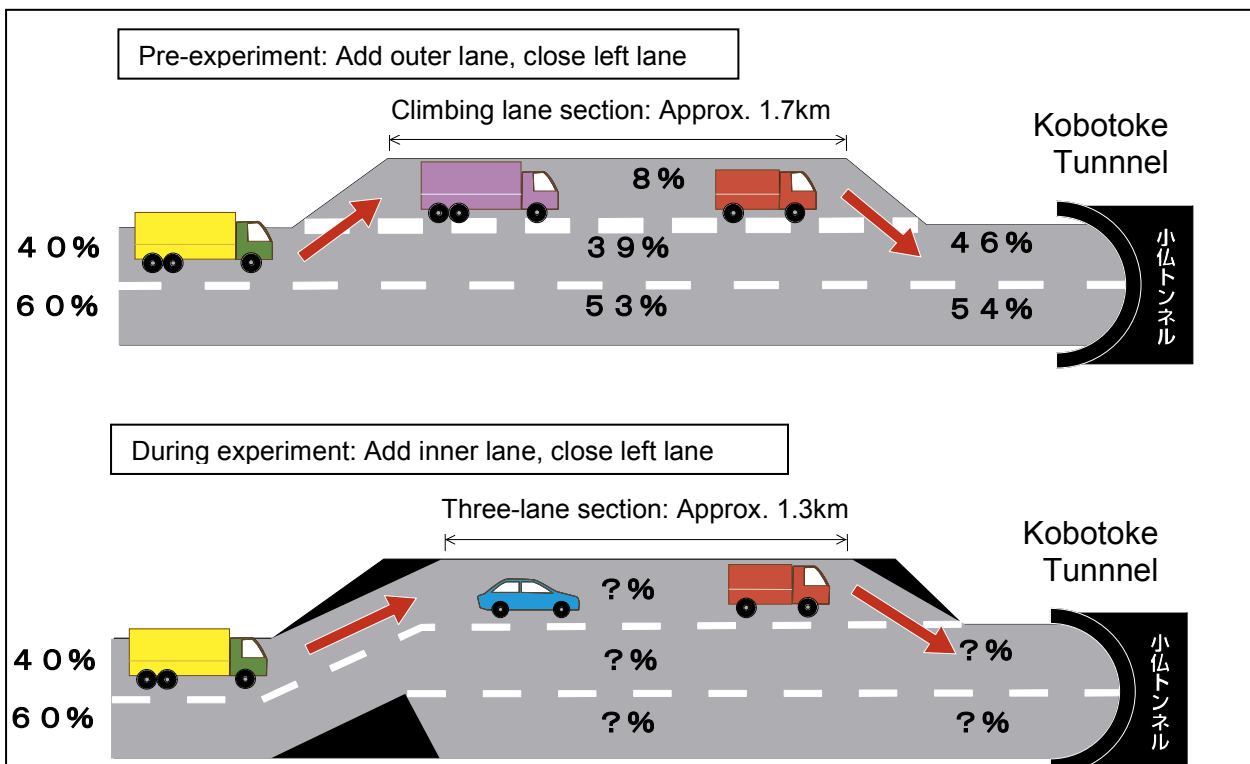 Pre-experiment: Add outer lane, close left lane
Climbing lane section: Approx. 1.7km
Kobotoke
Tunnnel
8%
40%
39%
46%
60%
53%
54%
小仏トンネル
During experiment: Add inner lane, close left lane
Three-lane section: Approx. 1.3km
Kobotoke
Tunnnel
?%
40%
?%
?%
60%
?%
?%
小仏トンネル